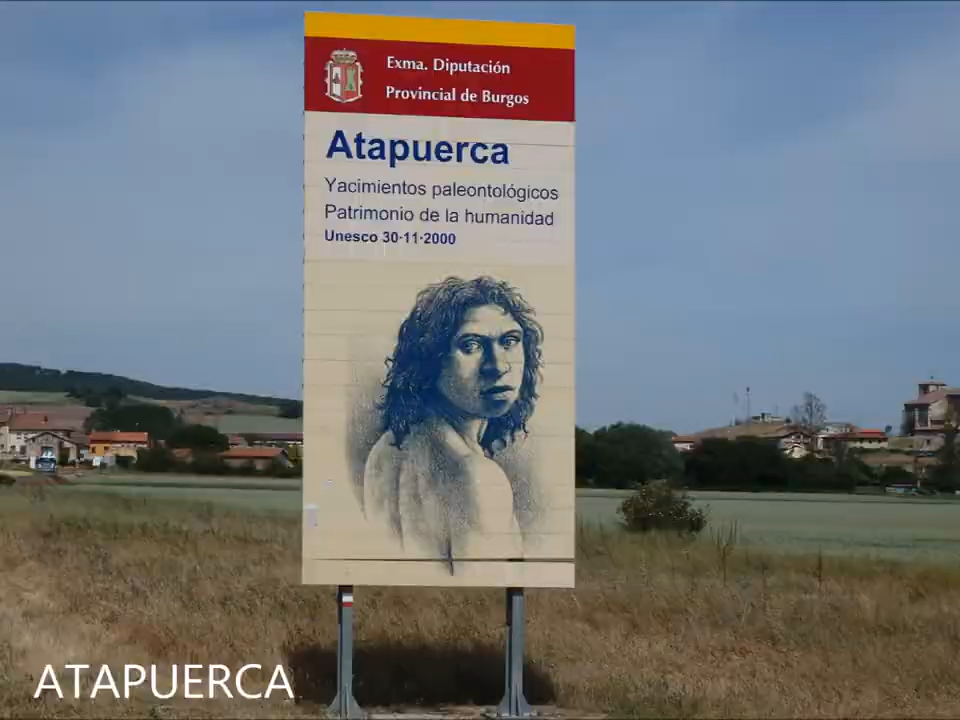 Exma. Diputación
Provincial de Burgos
Atapuerca
Yacimientos paleontológicos
Patrimonio de la humanidad
Unesco 30·11·2000
ATAPUERCA